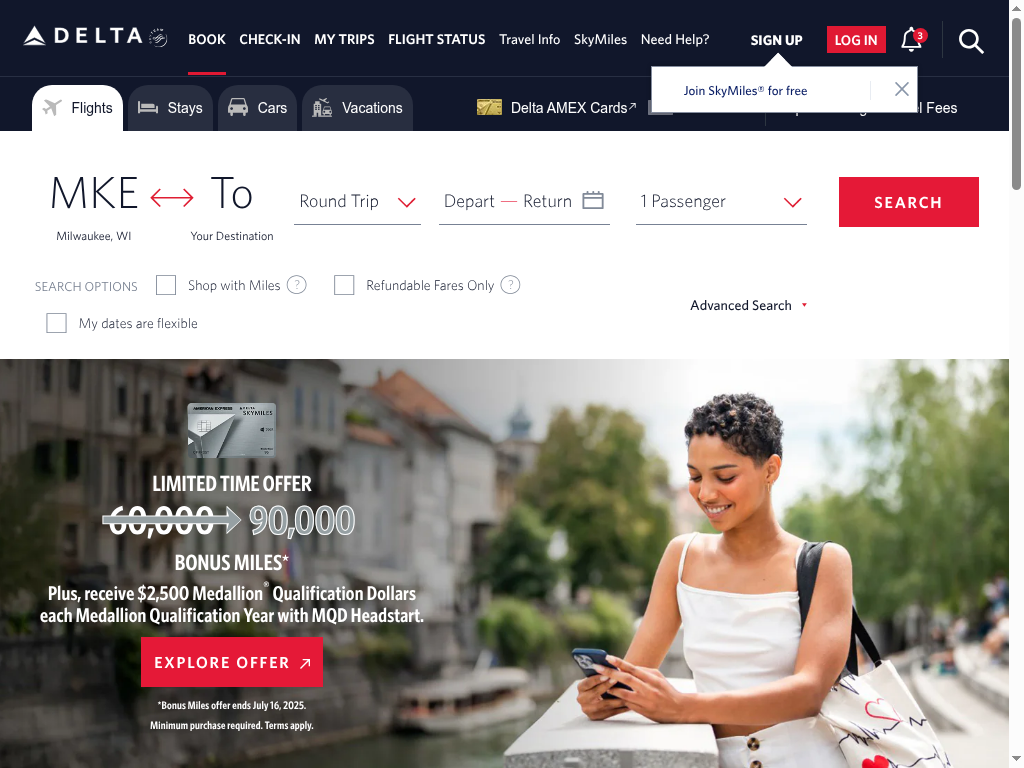 DELTA
BOOK CHECK-IN MY TRIPS FLIGHT STATUS Travel Info SkyMiles Need Help? SIGN UP LOG IN 3
Join SkyMiles® for free
Flights Stays Cars Vacations Delta AMEX Cards Fees
MKE To
Milwaukee, WI Your Destination
Round Trip Depart — Return 1 Passenger SEARCH
SEARCH OPTIONS Shop with Miles ? Refundable Fares Only ?
Advanced Search
My dates are flexible
AMERICAN EXPRESS DELTA
SKYMILES
LIMITED TIME OFFER
60,000 90,000
BONUS MILES*
Plus, receive $2,500 Medallion® Qualification Dollars
each Medallion Qualification Year with MQD Headstart.
EXPLORE OFFER
*Bonus Miles offer ends July 16, 2025.
Minimum purchase required. Terms apply.